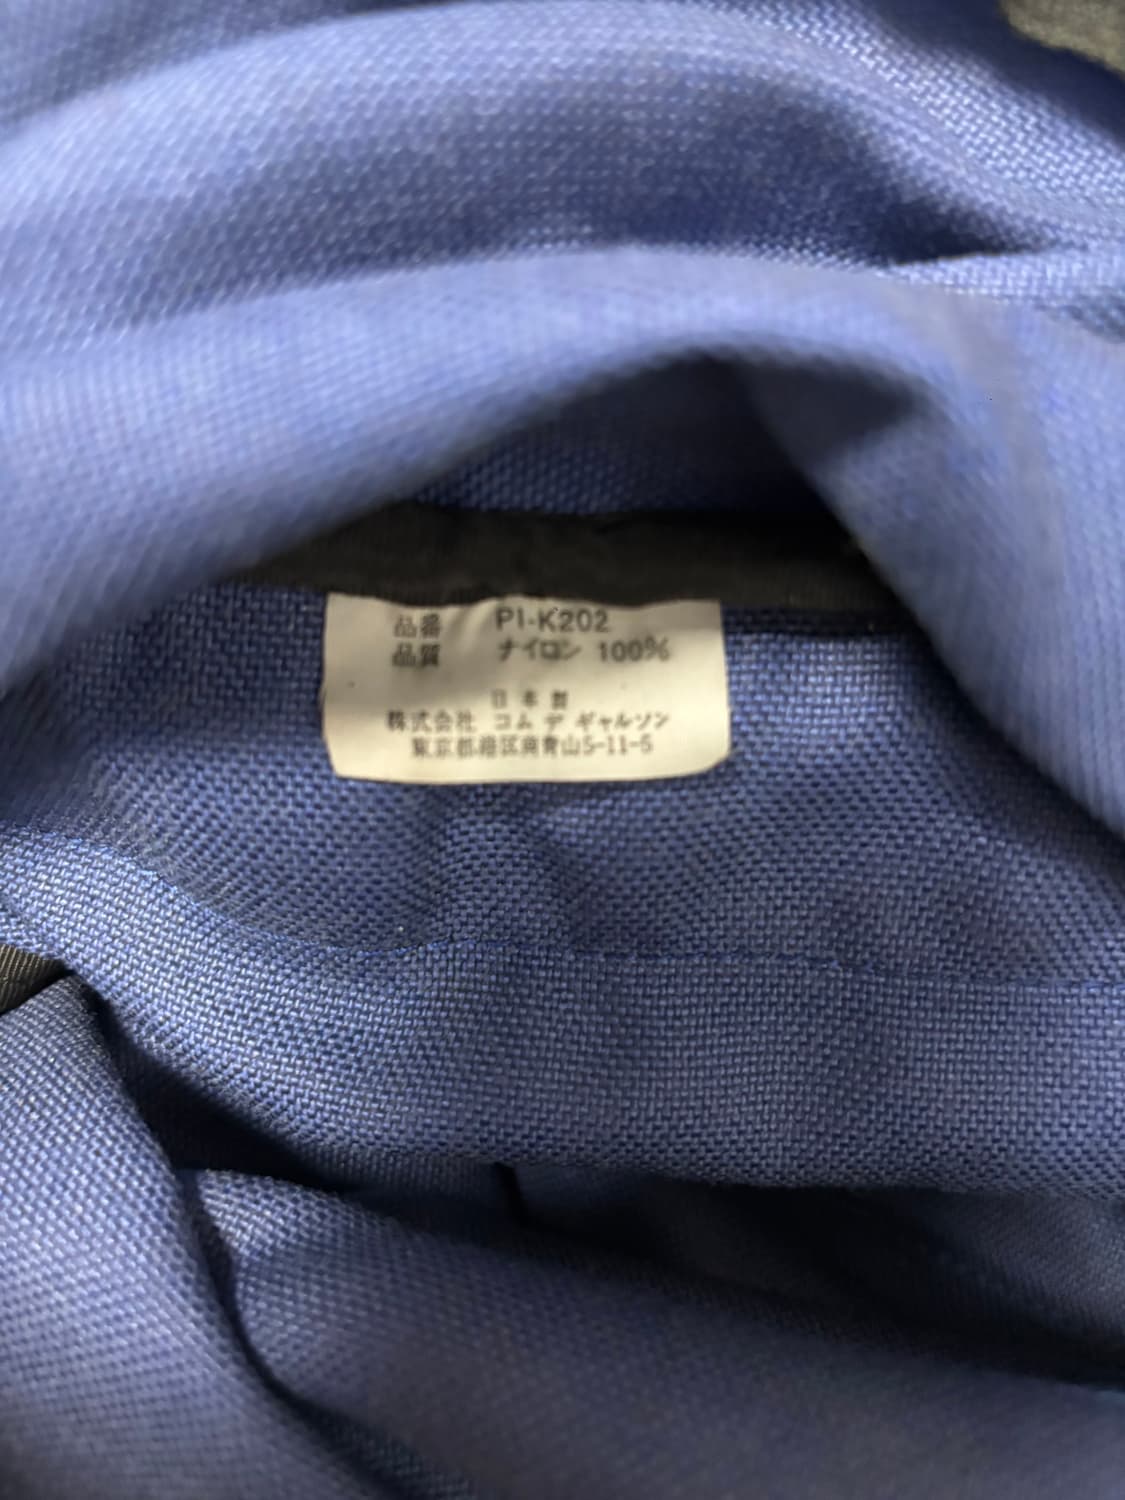 品番 PI-K202
品質 ナイロン 100%
日本製
株式会社 コム デ ギャルソン
東京都港区南青山5-11-5